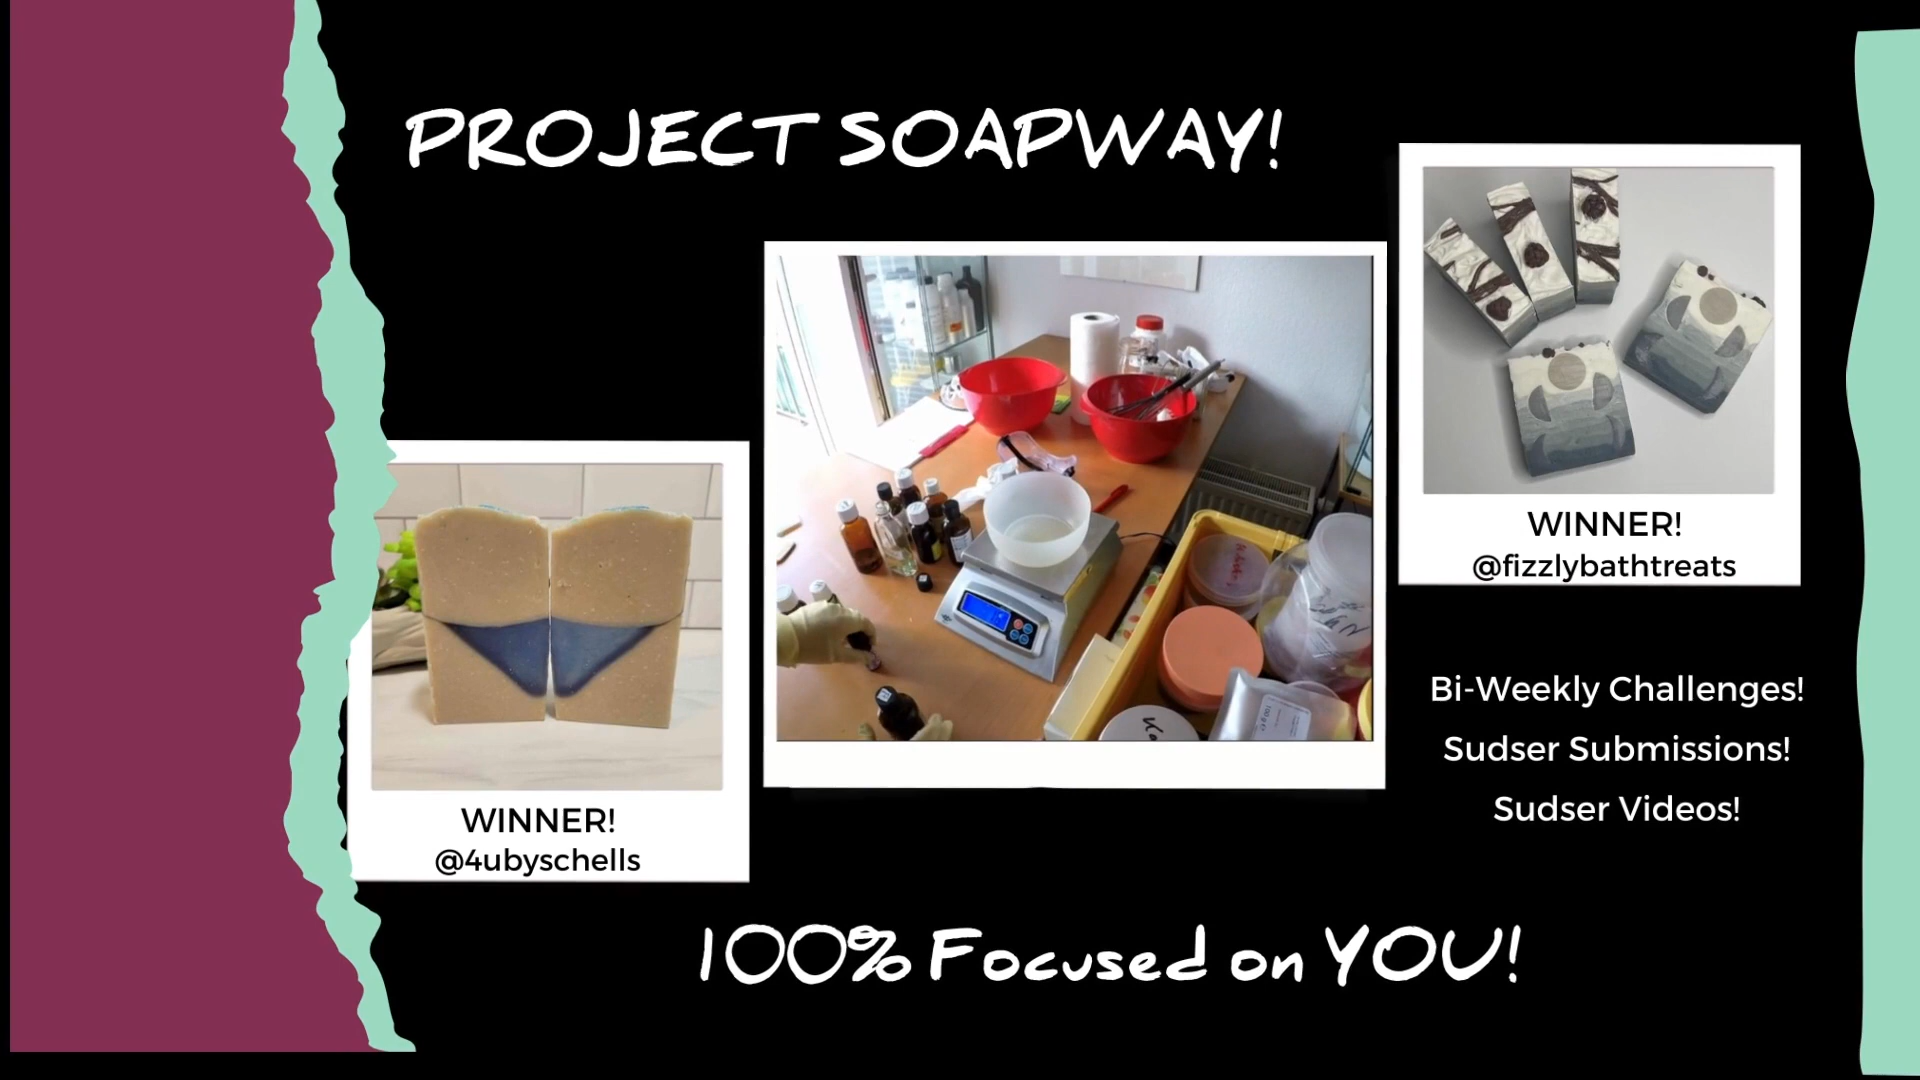 PROJECT SOAPWAY!
WINNER!
@fizzlybathtreats
Bi-Weekly Challenges!
Sudser Submissions!
Sudser Videos!
WINNER!
@4ubyschells
100% Focused on YOU!